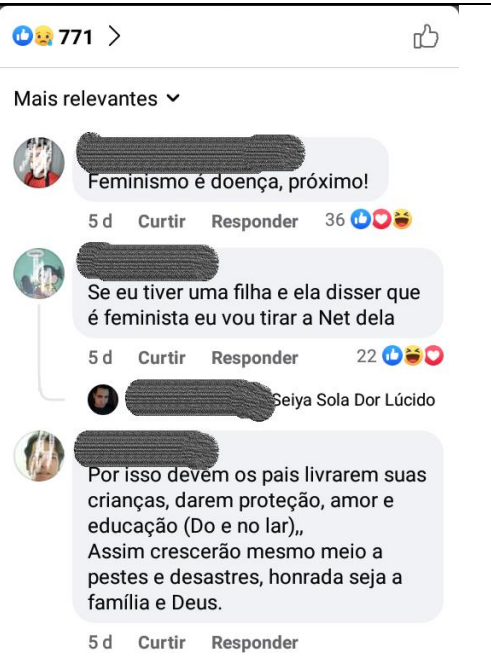 771 >
Mais relevantes
Feminismo é doença, próximo!
5 d Curtir Responder 36
Se eu tiver uma filha e ela disser que
é feminista eu vou tirar a Net dela
5 d Curtir Responder 22
Seiya Sola Dor Lúcido
Por isso devem os pais livrarem suas
crianças, darem proteção, amor e
educação (Do e no lar),,
Assim crescerão mesmo meio a
pestes e desastres, honrada seja a
família e Deus.
5 d Curtir Responder